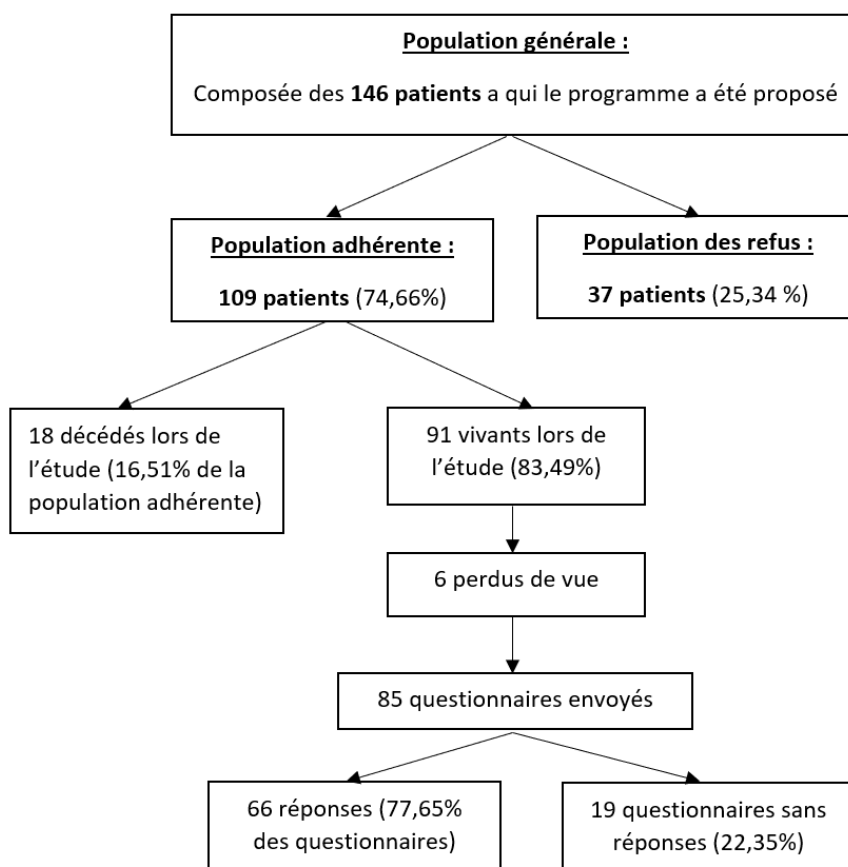 Population générale :
Composée des 146 patients a qui le programme a été proposé
Population adhérente :
109 patients (74,66%)
Population des refus :
37 patients (25,34 %)
18 décédés lors de
l’étude (16,51% de la
population adhérente)
91 vivants lors de
l’étude (83,49%)
6 perdus de vue
85 questionnaires envoyés
66 réponses (77,65%
des questionnaires)
19 questionnaires sans
réponses (22,35%)